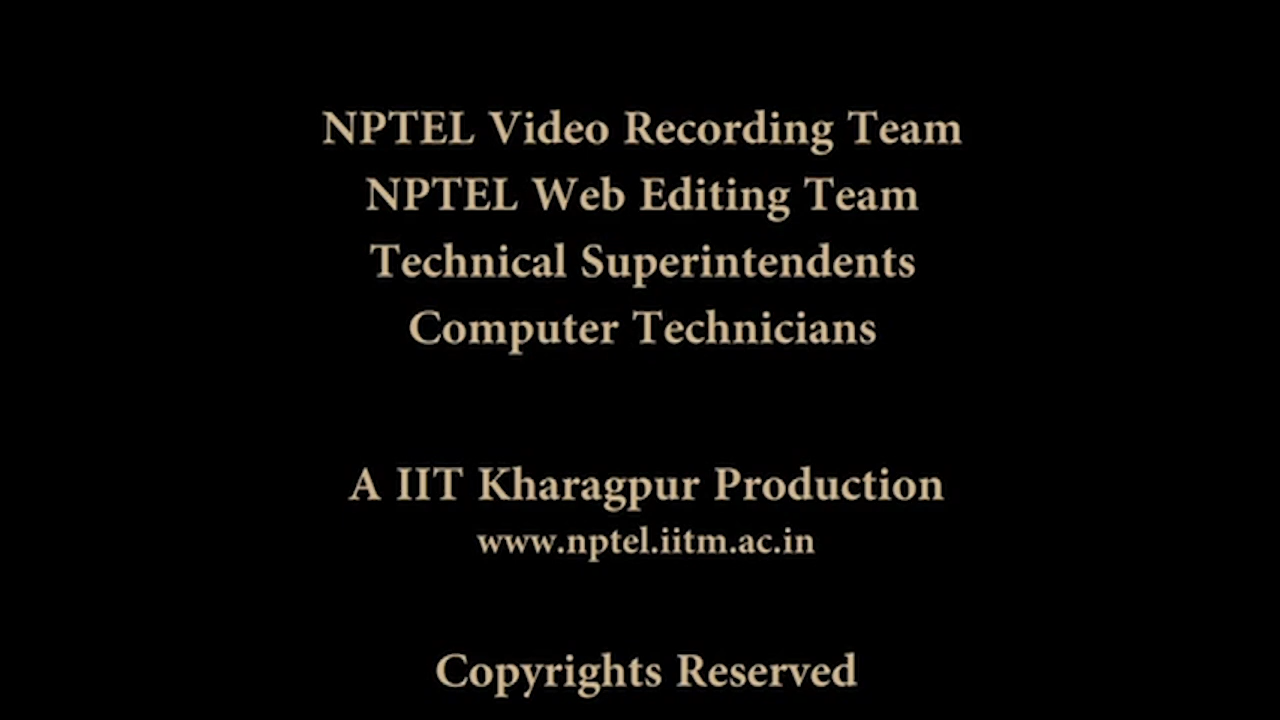 NPTEL Video Recording Team
NPTEL Web Editing Team
Technical Superintendents
Computer Technicians
A IIT Kharagpur Production
www.nptel.iitm.ac.in
Copyrights Reserved